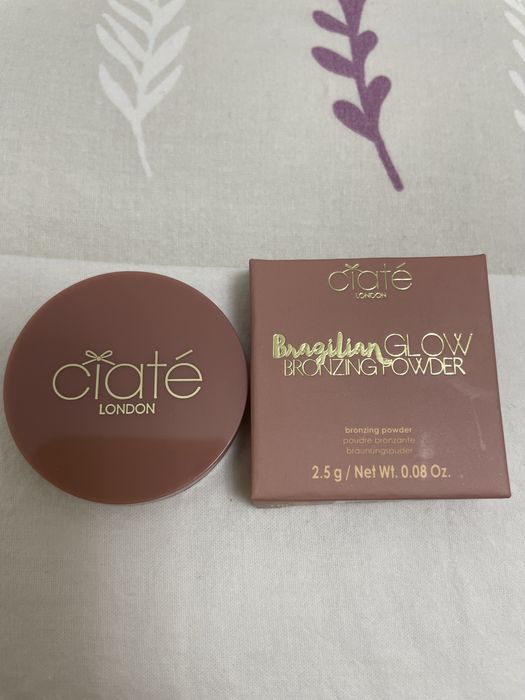 ciaté
LONDON
ciaté
LONDON
Brazilian GLOW
BRONZING POWDER
bronzing powder
poudre bronzante
bräunungspuder
2.5 g / Net Wt. 0.08 Oz.